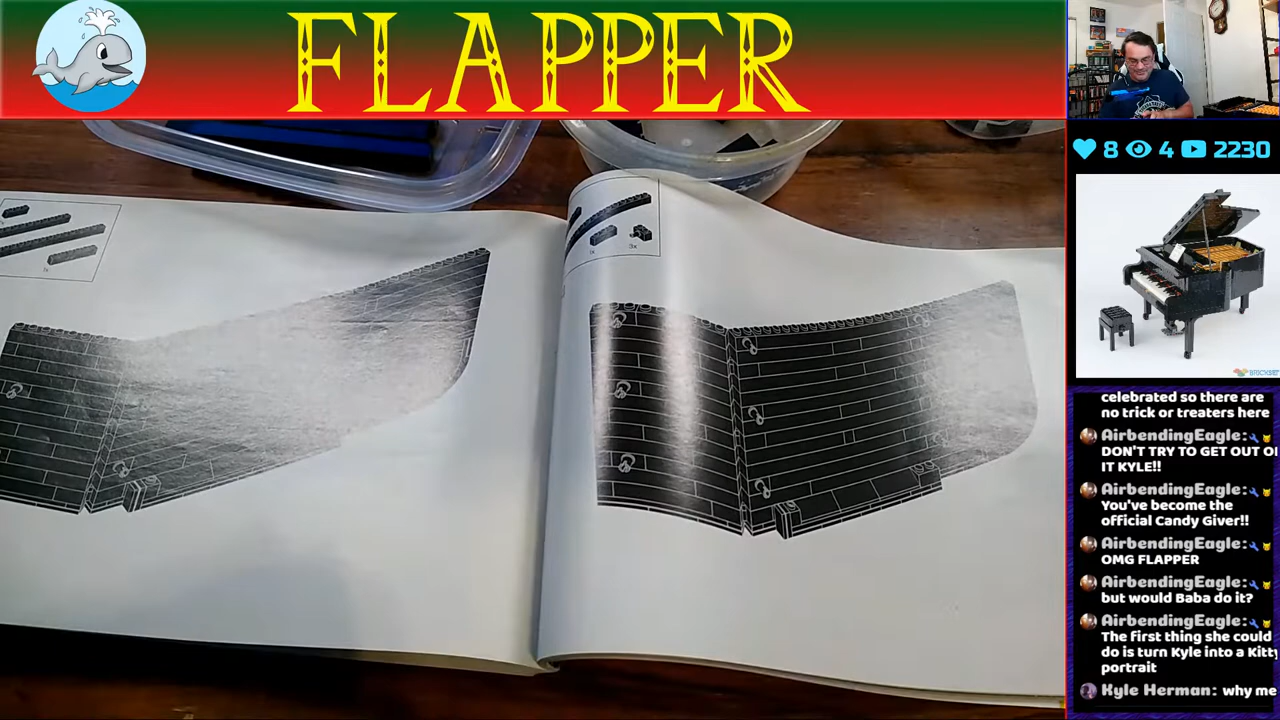 FLAPPER
8 4 2230
BRICKSET
celebrated so there are
no trick or treaters here
AirbendingEagle:
DON'T TRY TO GET OUT OF
IT KYLE!!
AirbendingEagle:
You've become the
official Candy Giver!!
AirbendingEagle:
OMG FLAPPER
AirbendingEagle:
but would Baba do it?
AirbendingEagle:
The first thing she could
do is turn Kyle into a Kitty
portrait
Kyle Herman: why me